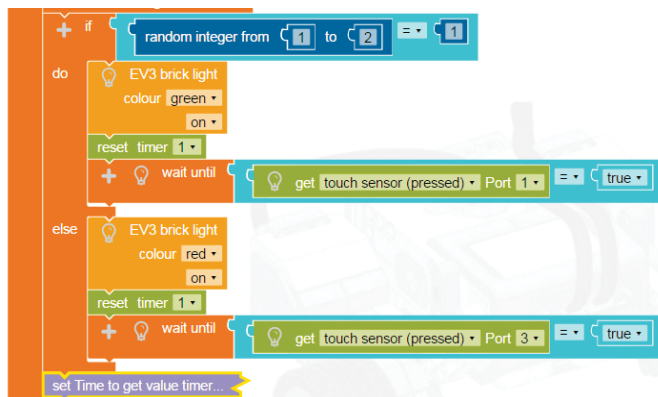 if random integer from 1 to 2 = 1
do EV3 brick light
colour green
on
reset timer 1
wait until get touch sensor (pressed) Port 1 = true
else EV3 brick light
colour red
on
reset timer 1
wait until get touch sensor (pressed) Port 3 = true
set Time to get value timer...